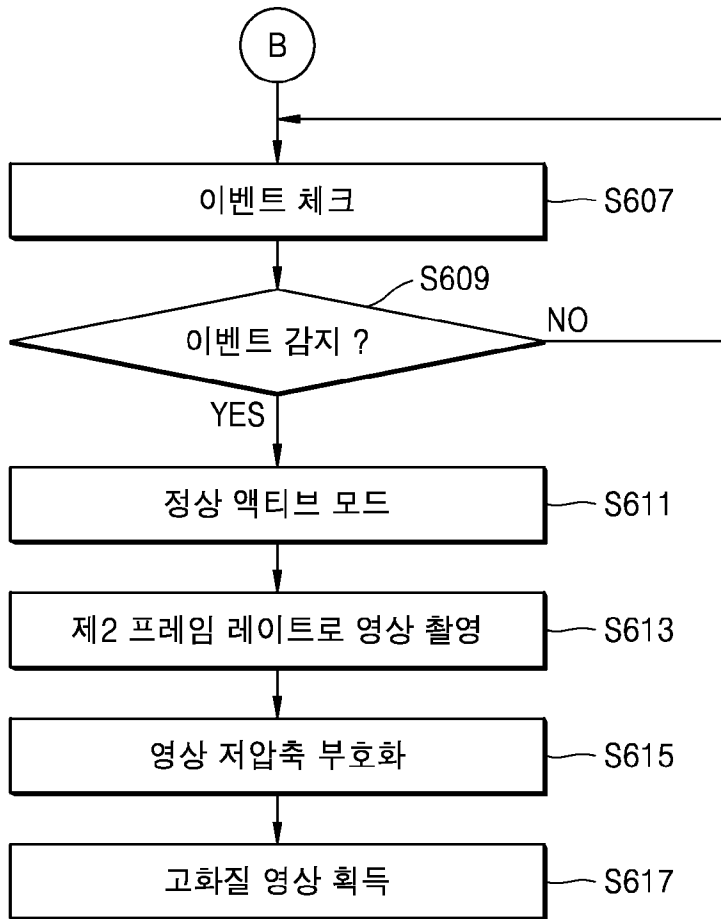 B
이벤트 체크
S607
S609
이벤트 감지 ?
NO
YES
정상 액티브 모드
S611
제2 프레임 레이트로 영상 촬영
S613
영상 저압축 부호화
S615
고화질 영상 획득
S617